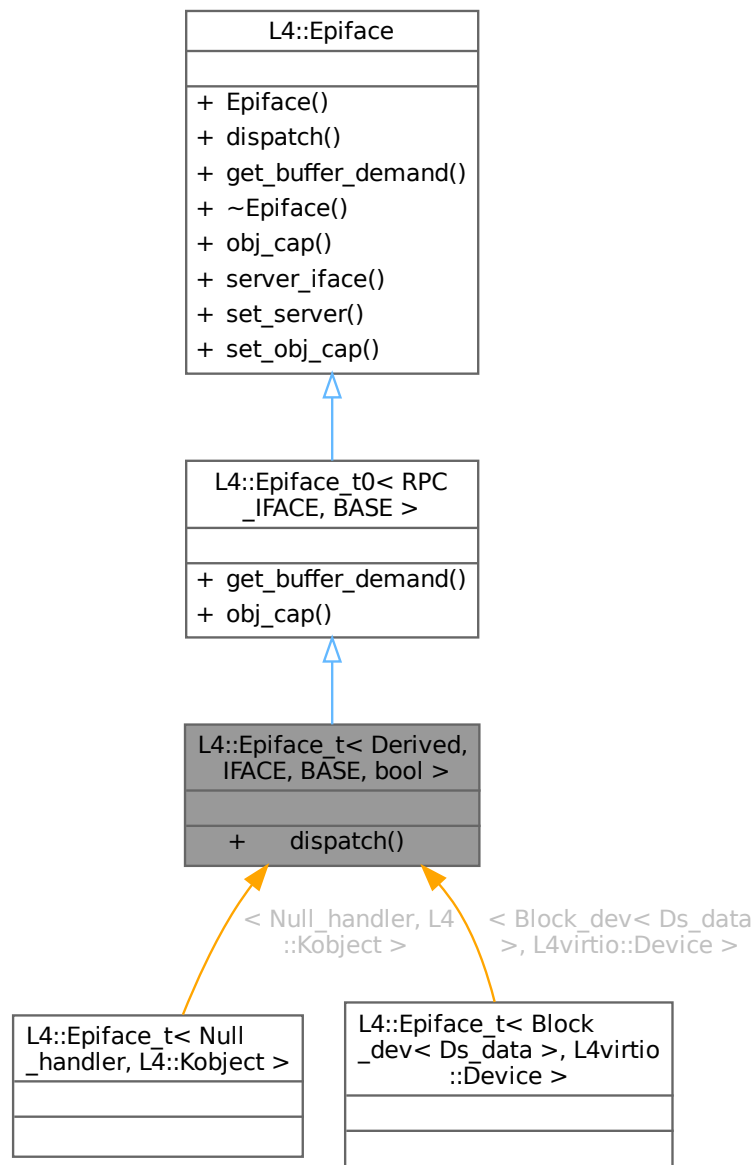 L4::Epiface
+ Epiface()
+ dispatch()
+ get_buffer_demand()
+ ~Epiface()
+ obj_cap()
+ server_iface()
+ set_server()
+ set_obj_cap()
L4::Epiface_t0< RPC
_IFACE, BASE >
+ get_buffer_demand()
+ obj_cap()
L4::Epiface_t< Derived,
IFACE, BASE, bool >
+ dispatch()
< Null_handler, L4
::Kobject >
< Block_dev< Ds_data
>, L4virtio::Device >
L4::Epiface_t< Null
_handler, L4::Kobject >
L4::Epiface_t< Block
_dev< Ds_data >, L4virtio
::Device >